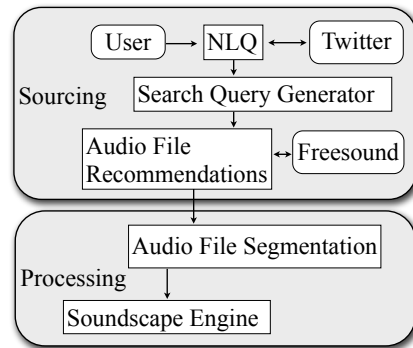 User
NLQ
Twitter
Sourcing
Search Query Generator
Audio File
Recommendations
Freesound
Audio File Segmentation
Processing
Soundscape Engine